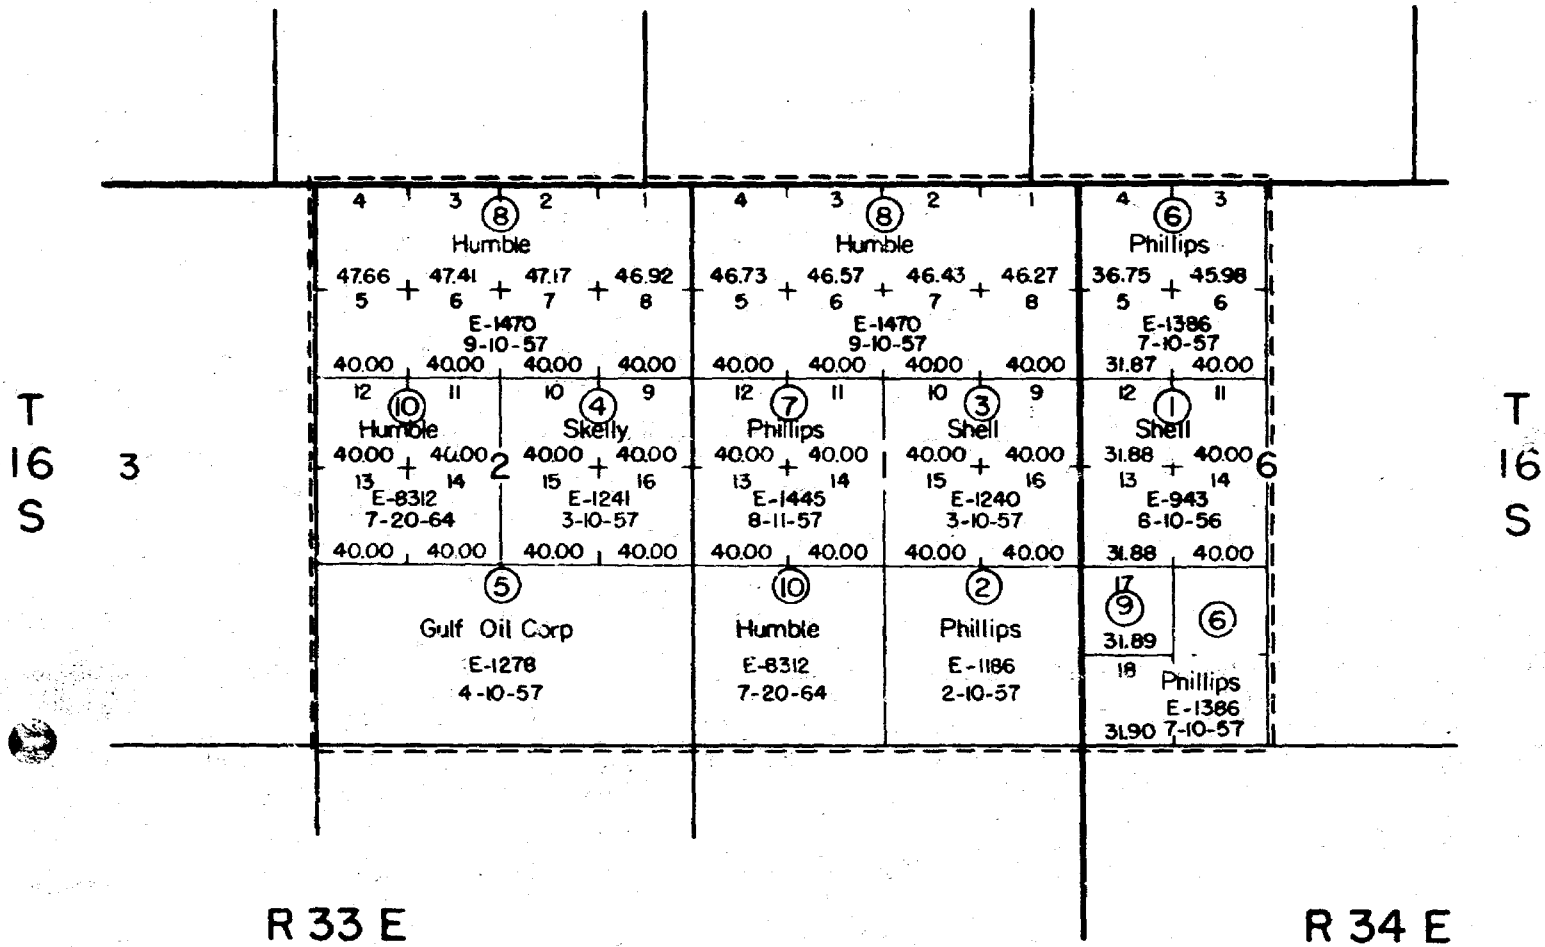 4 3 2 1 4 3 2 1 4 3
8 8 6
Humble Humble Phillips
47.66 47.41 47.17 46.92 46.73 46.57 46.43 46.27 36.75 45.98
5 6 7 8 5 6 7 8 5 6
E-1470 E-1470 E-1386
9-10-57 9-10-57 7-10-57
40.00 40.00 40.00 40.00 40.00 40.00 40.00 40.00 31.87 40.00
12 11 10 9 12 11 10 9 12 11
10 4 7 3 1
Humble Skelly Phillips Shell Shell
40.00 40.00 40.00 40.00 40.00 40.00 40.00 40.00 31.88 40.00
T 16 S
3 2 1 6
T 16 S
13 14 15 16 13 14 15 16 13 14
E-8312 E-1241 E-1445 E-1240 E-943
7-20-64 3-10-57 8-11-57 3-10-57 6-10-56
40.00 40.00 40.00 40.00 40.00 40.00 40.00 40.00 31.88 40.00
5 10 2 17
9 6
Gulf Oil Corp Humble Phillips 31.89
E-1278 E-8312 E-1186 18
4-10-57 7-20-64 2-10-57 Phillips
E-1386
31.90 7-10-57
R 33 E R 34 E